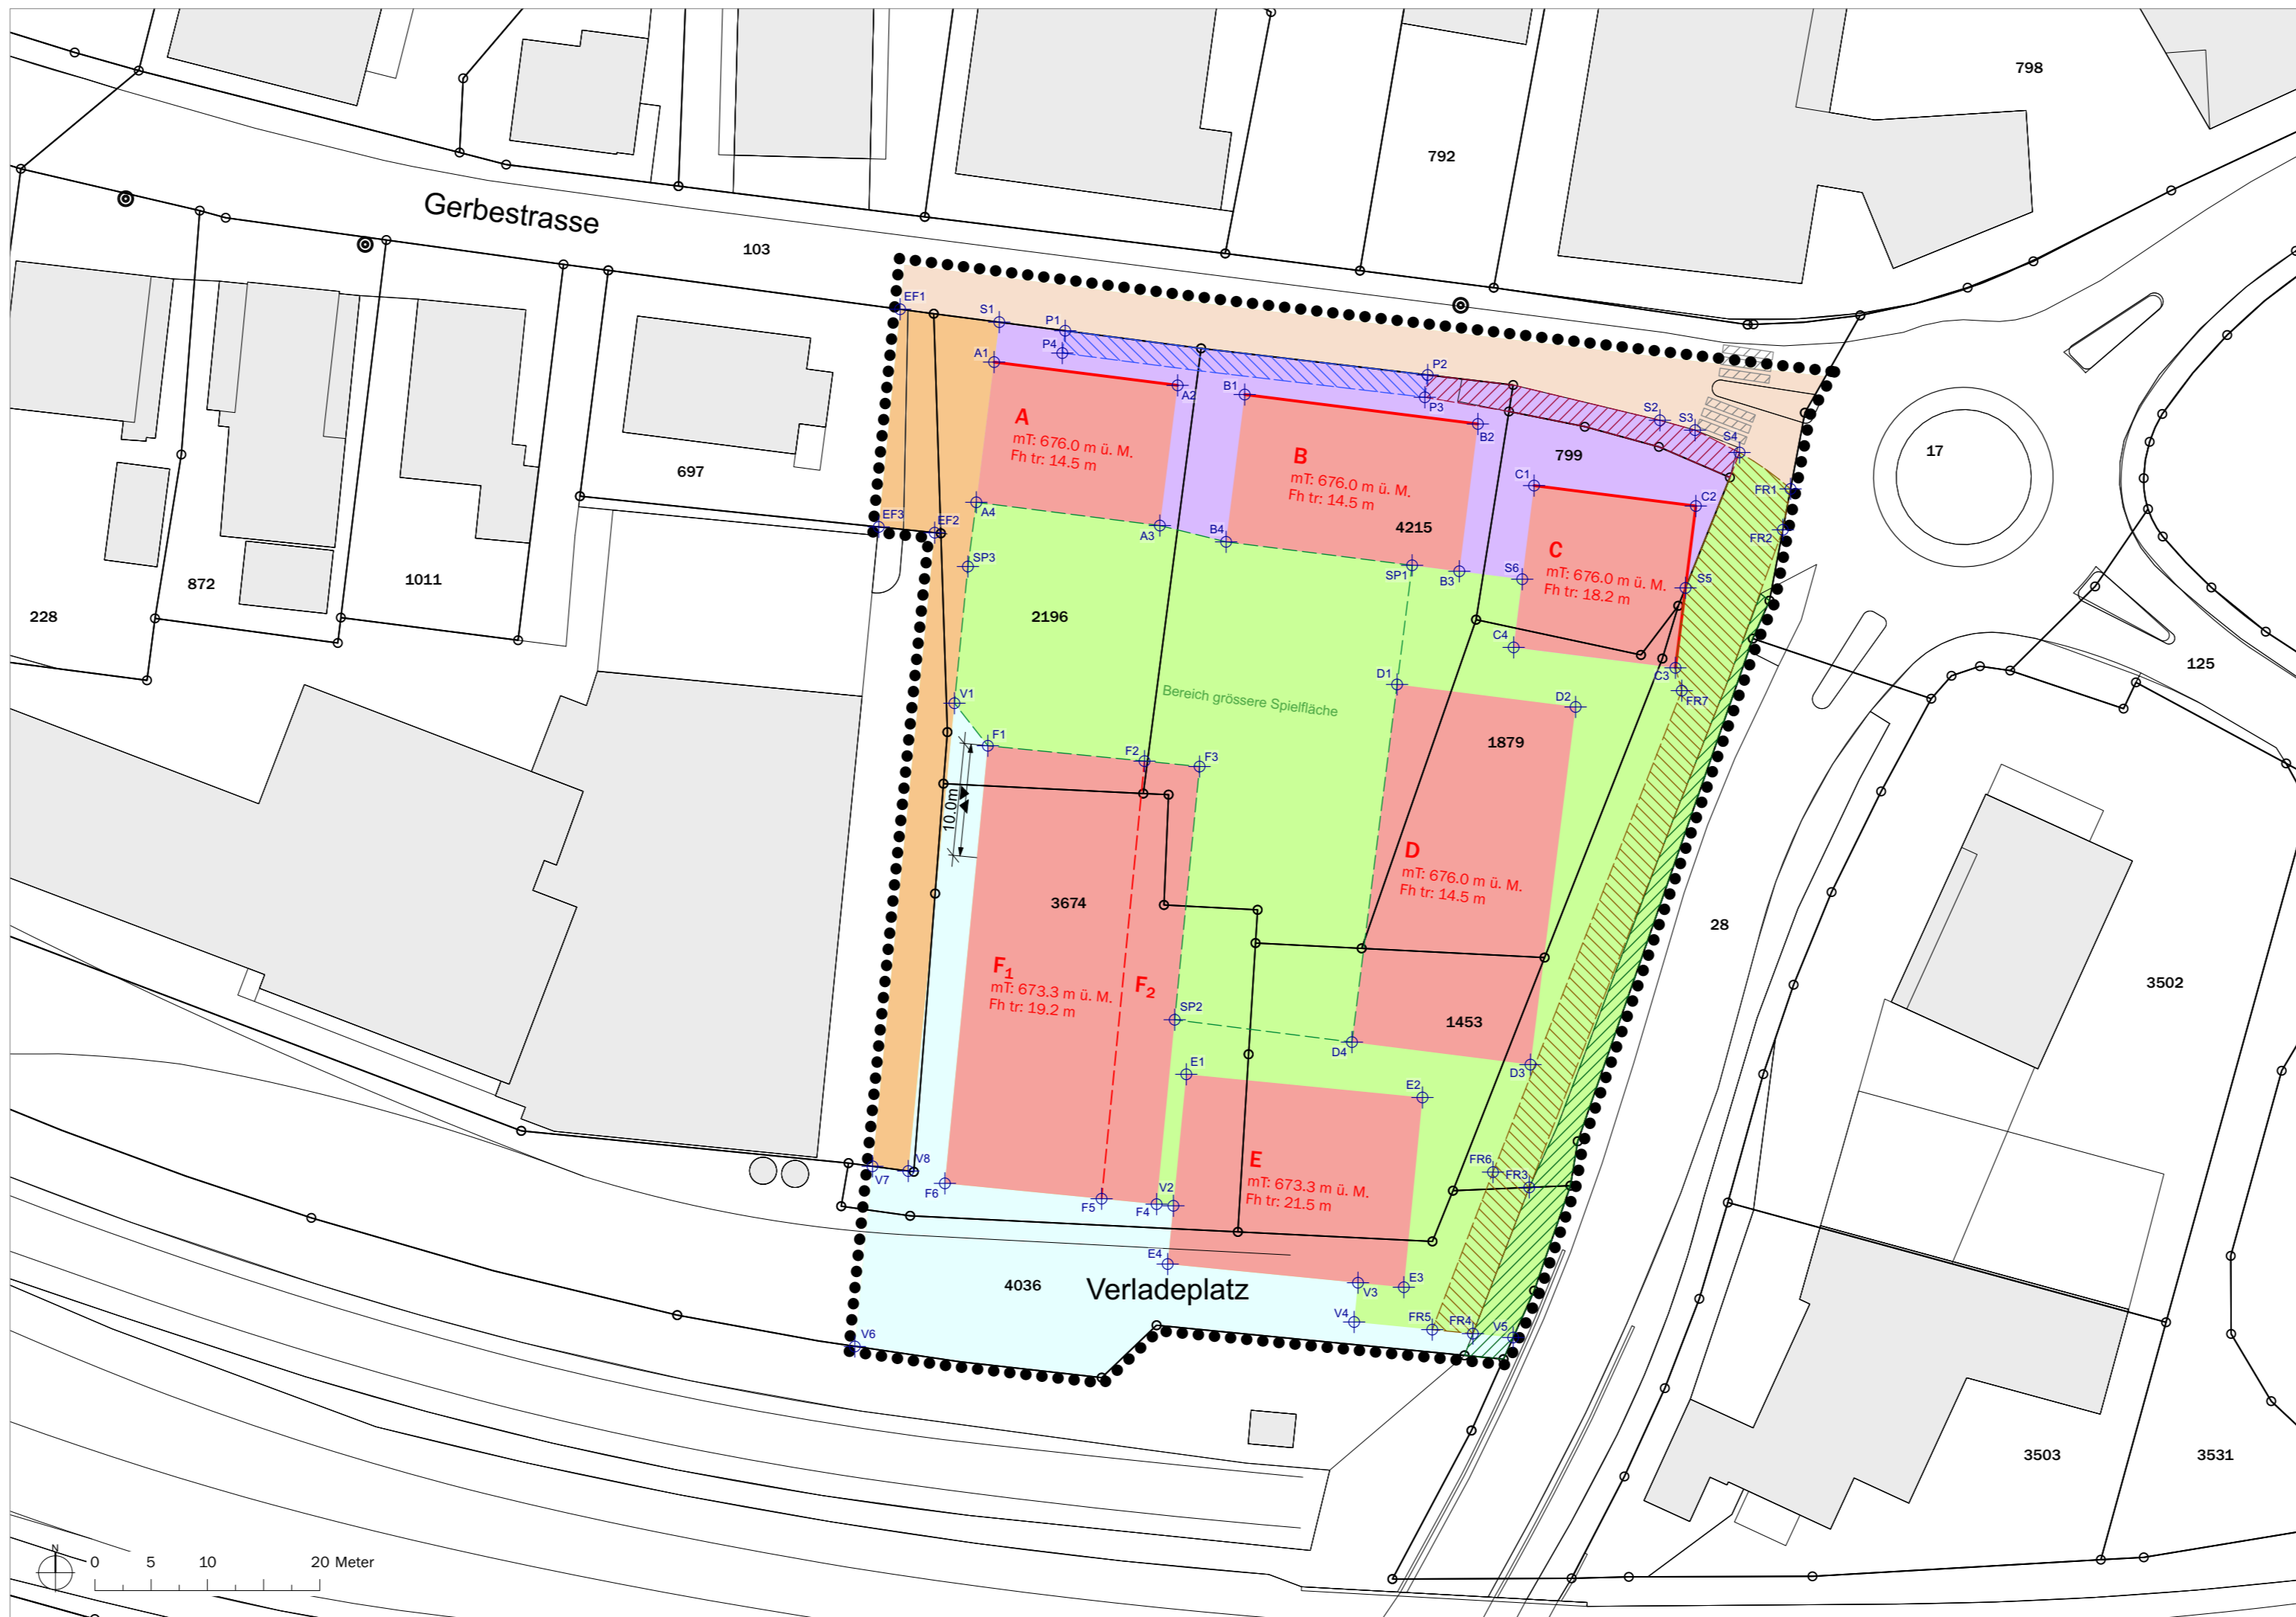 798
792
Gerbestrasse
103
EF1
S1
P1
P4
A1
A2
P2
P3
B1
B2
S2
S3
S4
17
A
mT: 676.0 m ü. M.
Fh tr: 14.5 m
B
mT: 676.0 m ü. M.
Fh tr: 14.5 m
4215
799
C1
C2
FR1
FR2
697
EF3
EF2
A4
A3
B4
SP3
SP1
B3
S6
S5
C
mT: 676.0 m ü. M.
Fh tr: 18.2 m
C4
C3
FR7
872
1011
228
2196
125
V1
Bereich grössere Spielfläche
D1
D2
1879
F1
F2
F3
10.0m
D
mT: 676.0 m ü. M.
Fh tr: 14.5 m
3674
28
F1
mT: 673.3 m ü. M.
Fh tr: 19.2 m
F2
3502
SP2
1453
D4
D3
E1
E2
V7
V8
F6
F5
F4
V2
E
mT: 673.3 m ü. M.
Fh tr: 21.5 m
FR6
FR3
E4
4036
Verladeplatz
V3
E3
V4
FR5
FR4
V5
V6
3503
3531
N
0 5 10 20 Meter